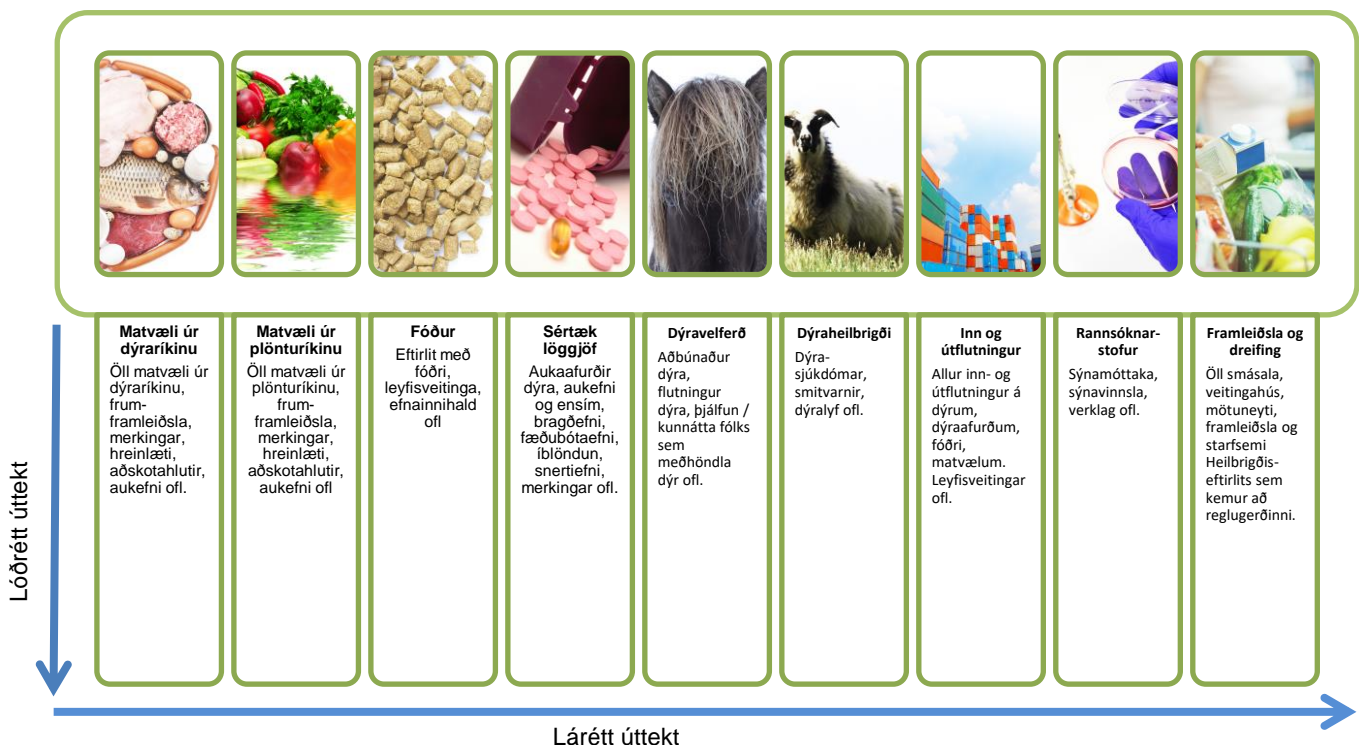 Matvæli úr
dýraríkinu
Öll matvæli úr
dýraríkinu,
frum-
framleiðsla,
merkingar,
hreinlæti,
aðskotahlutir,
aukefni ofl.
Matvæli úr
plönturíkinu
Öll matvæli úr
plönturíkinu,
frum-
framleiðsla,
merkingar,
hreinlæti,
aðskotahlutir,
aukefni ofl
Fóður
Eftirlit með
fóðri,
leyfisveitinga,
efnainnihald
ofl
Sértæk
löggjöf
Aukaafurðir
dýra, aukefni
og ensím,
bragðefni,
fæðubótaefni,
íblöndun,
snertiefni,
merkingar ofl.
Dýravelferð
Aðbúnaður
dýra,
flutningur
dýra, þjálfun /
kunnátta fólks
sem
meðhöndla
dýr ofl.
Dýraheilbrigði
Dýra-
sjúkdómar,
smitvarnir,
dýralyf ofl.
Inn og
útflutningur
Allur inn- og
útflutningur á
dýrum,
dýraafurðum,
fóðri,
matvælum.
Leyfisveitingar
ofl.
Rannsóknar-
stofur
Sýnamóttaka,
sýnavinnsla,
verklag ofl.
Framleiðsla og
dreifing
Öll smásala,
veitingahús,
mötuneyti,
framleiðsla og
starfsemi
Heilbrigðis-
eftirlits sem
kemur að
reglugerðinni.
Lóðrétt úttekt
Lárétt úttekt